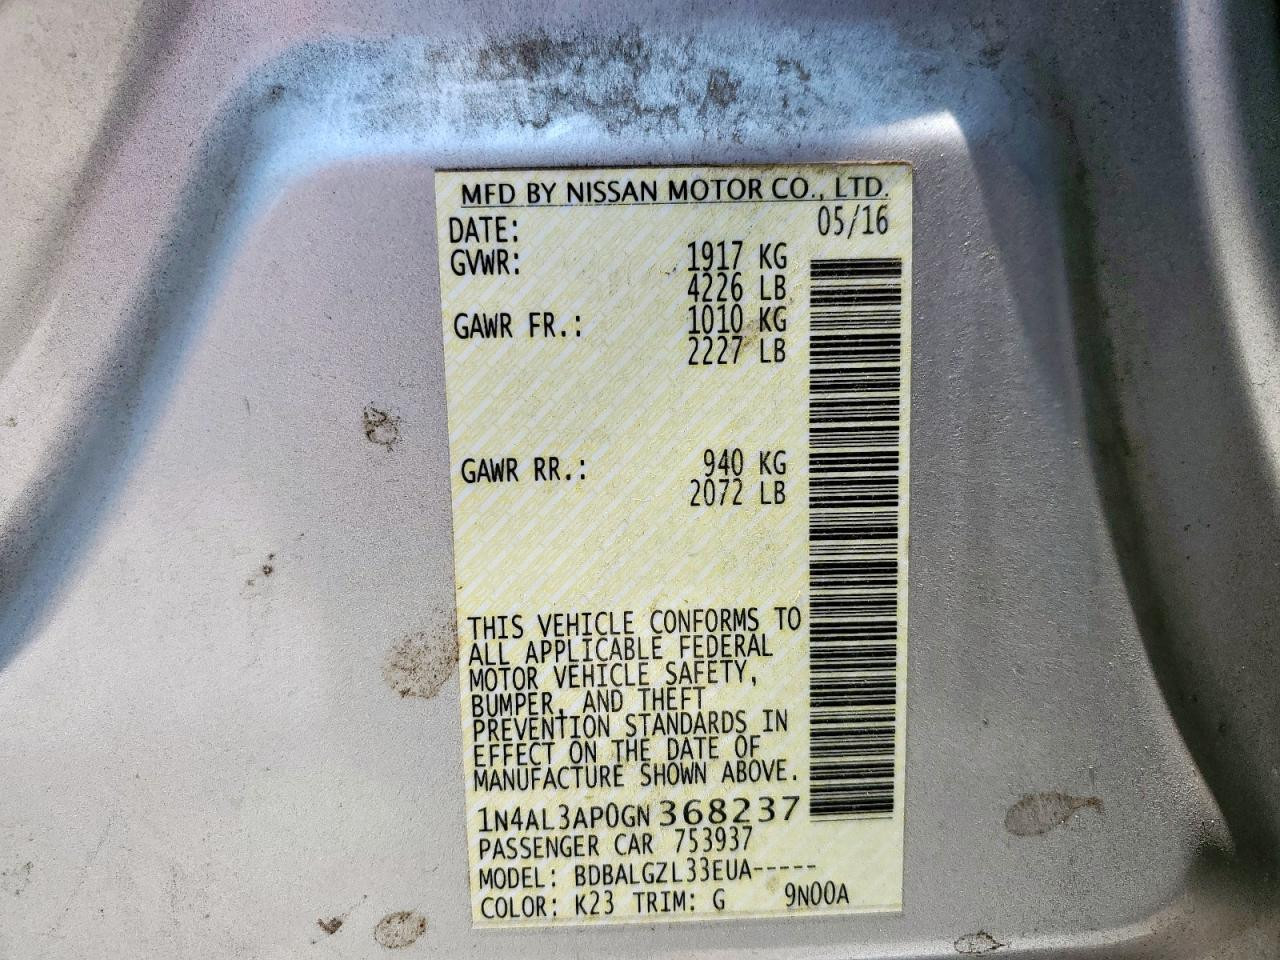 MFD BY NISSAN MOTOR CO., LTD.
DATE: 05/16
GVWR: 1917 KG
4226 LB
GAWR FR.: 1010 KG
2227 LB
GAWR RR.: 940 KG
2072 LB
THIS VEHICLE CONFORMS TO
ALL APPLICABLE FEDERAL
MOTOR VEHICLE SAFETY,
BUMPER, AND THEFT
PREVENTION STANDARDS IN
EFFECT ON THE DATE OF
MANUFACTURE SHOWN ABOVE.
1N4AL3AP0GN368237
PASSENGER CAR 753937
MODEL: BDBALGZL33EUA-----
COLOR: K23 TRIM: G 9N00A